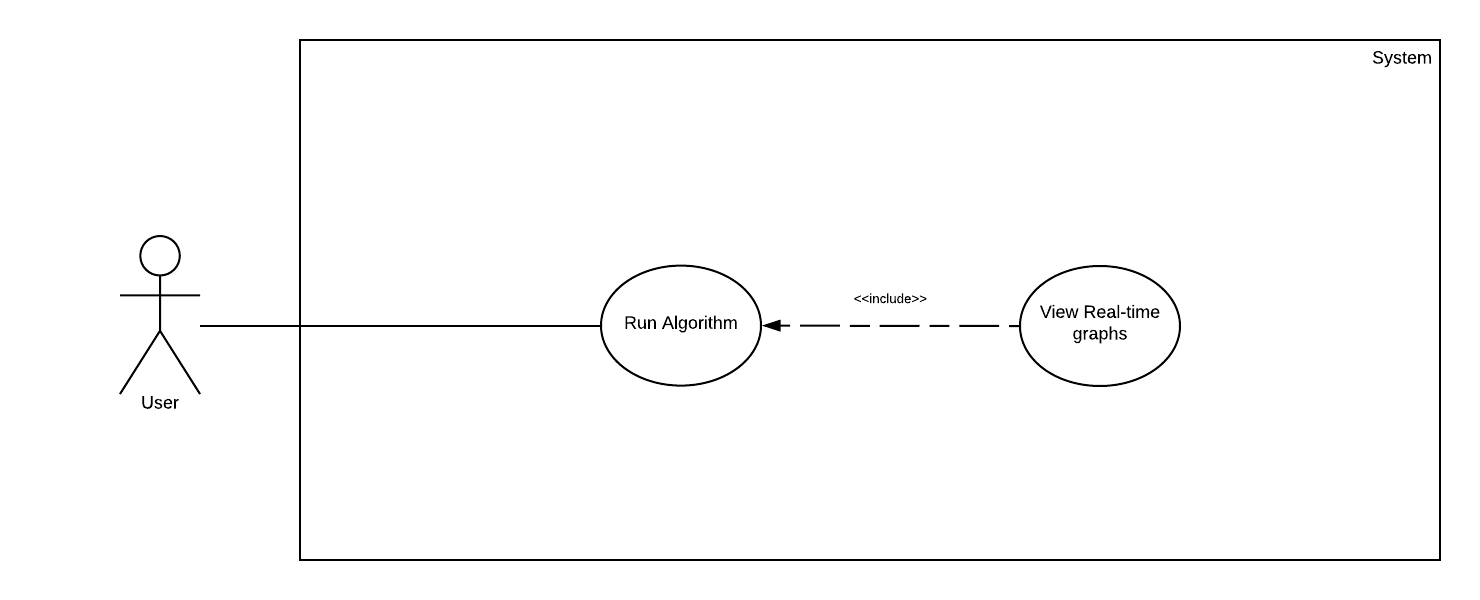 System
<<include>>
Run Algorithm
View Real-time
graphs
User